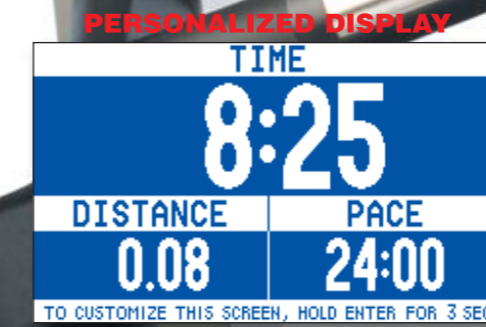 PERSONALIZED DISPLAY
TIME
8:25
DISTANCE PACE
0.08 24:00
TO CUSTOMIZE THIS SCREEN, HOLD ENTER FOR 3 SEC